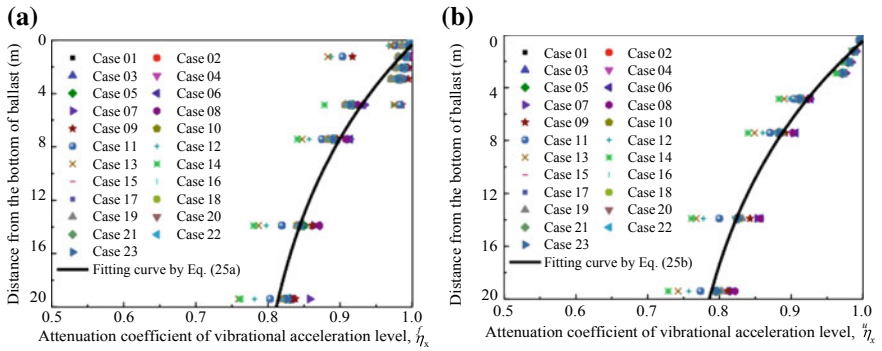 (a)
0
4
8
12
16
20
Distance from the bottom of ballast (m)
Case 01 Case 02
Case 03 Case 04
Case 05 Case 06
Case 07 Case 08
Case 09 Case 10
Case 11 Case 12
Case 13 Case 14
Case 15 Case 16
Case 17 Case 18
Case 19 Case 20
Case 21 Case 22
Case 23
Fitting curve by Eq. (25a)
0.5 0.6 0.7 0.8 0.9 1.0
Attenuation coefficient of vibrational acceleration level, fηx
(b)
0
4
8
12
16
20
Distance from the bottom of ballast (m)
Case 01 Case 02
Case 03 Case 04
Case 05 Case 06
Case 07 Case 08
Case 09 Case 10
Case 11 Case 12
Case 13 Case 14
Case 15 Case 16
Case 17 Case 18
Case 19 Case 20
Case 21 Case 22
Case 23
Fitting curve by Eq. (25b)
0.5 0.6 0.7 0.8 0.9 1.0
Attenuation coefficient of vibrational acceleration level, uηx